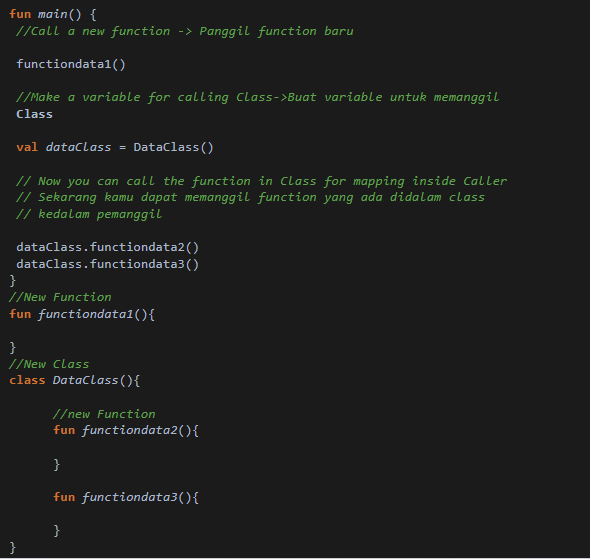 fun main() {
//Call a new function -> Panggil function baru
functiondata1()
//Make a variable for calling Class->Buat variable untuk memanggil
Class
val dataClass = DataClass()
// Now you can call the function in Class for mapping inside Caller
// Sekarang kamu dapat memanggil function yang ada didalam class
// kedalam pemanggil
dataClass.functiondata2()
dataClass.functiondata3()
}
//New Function
fun functiondata1(){
}
//New Class
class DataClass(){
//new Function
fun functiondata2(){
}
fun functiondata3(){
}
}